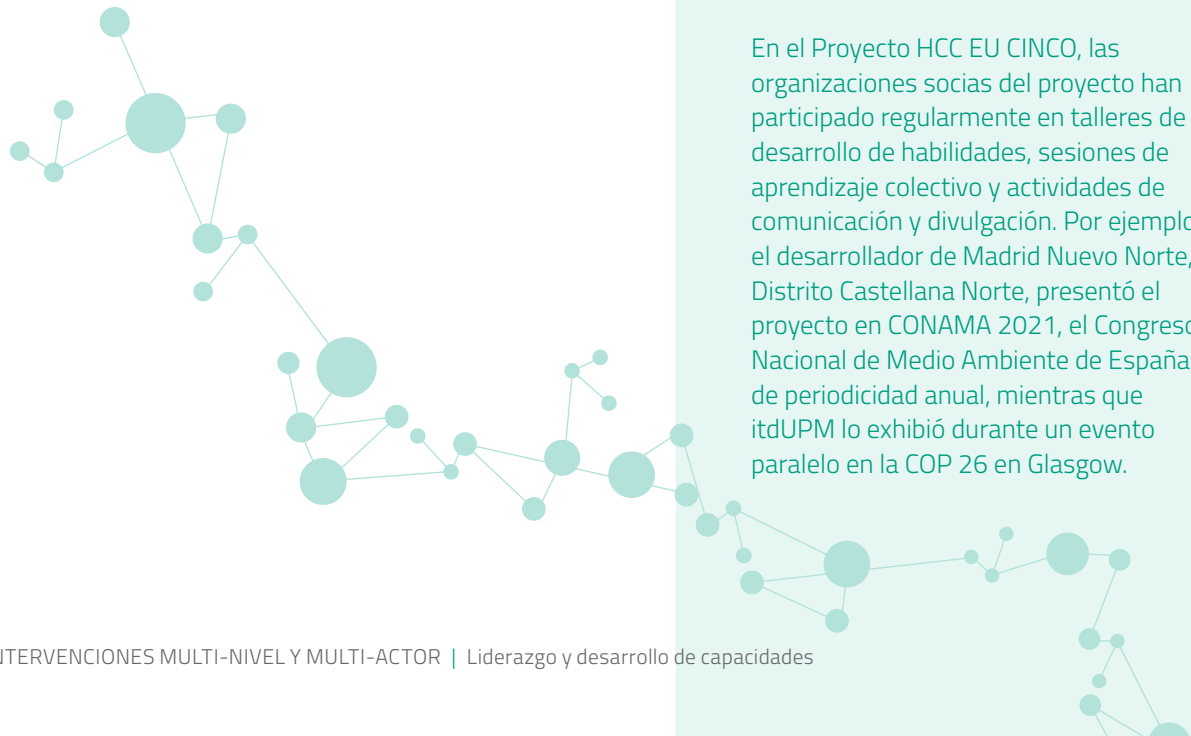 En el Proyecto HCC EU CINCO, las
organizaciones socias del proyecto han
participado regularmente en talleres de
desarrollo de habilidades, sesiones de
aprendizaje colectivo y actividades de
comunicación y divulgación. Por ejemplo
el desarrollador de Madrid Nuevo Norte,
Distrito Castellana Norte, presentó el
proyecto en CONAMA 2021, el Congreso
Nacional de Medio Ambiente de España
de periodicidad anual, mientras que
itdUPM lo exhibió durante un evento
paralelo en la COP 26 en Glasgow.
NTERVENCIONES MULTI-NIVEL Y MULTI-ACTOR | Liderazgo y desarrollo de capacidades